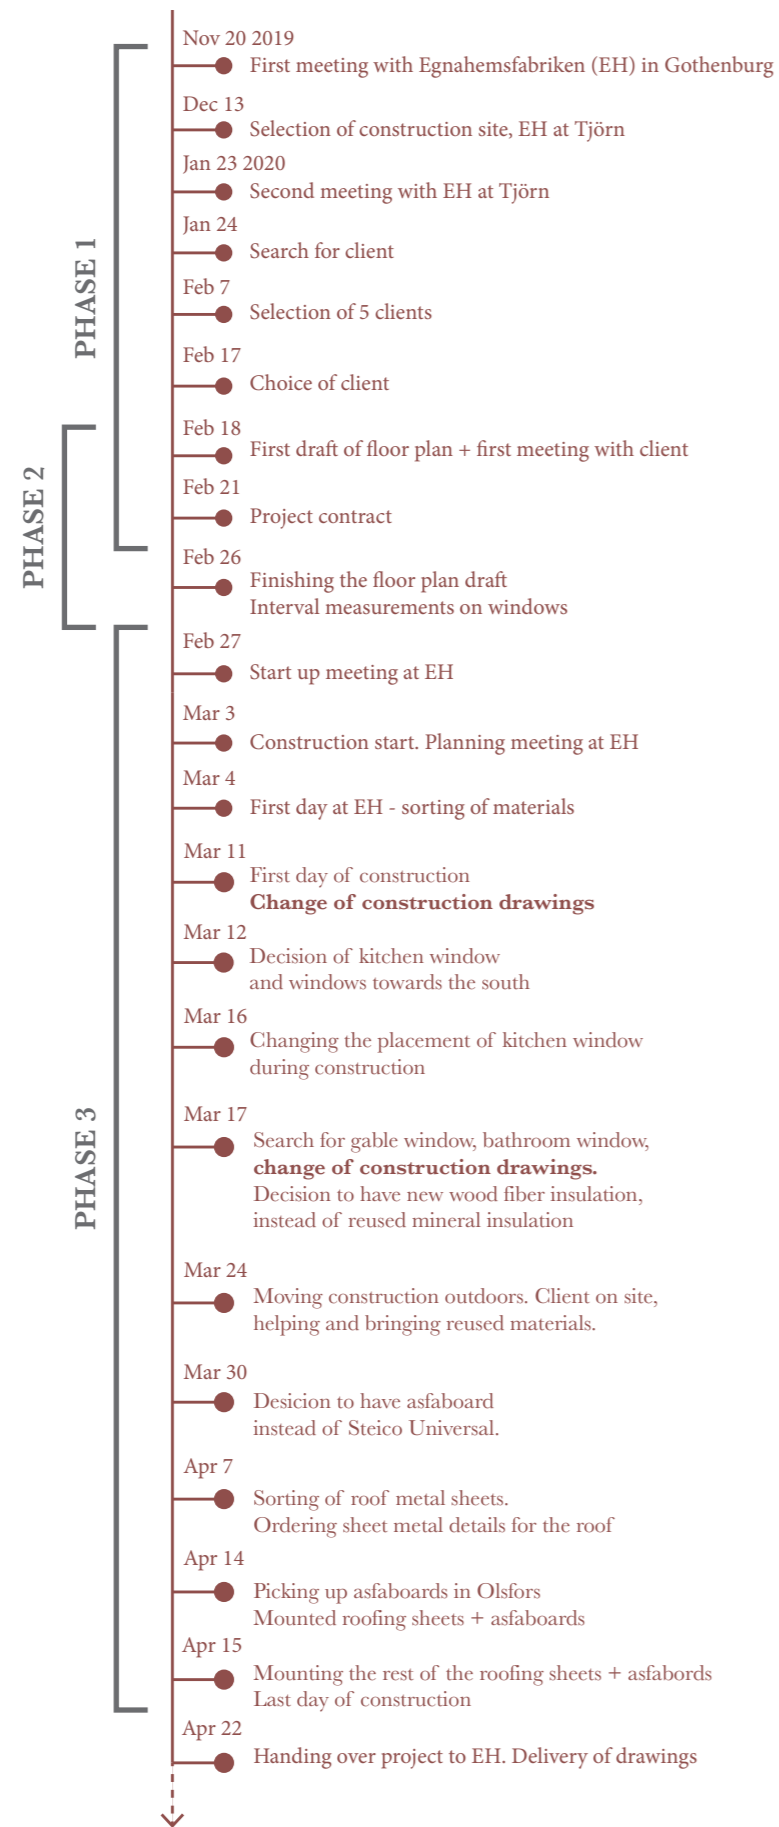 Nov 20 2019
First meeting with Egnahemsfabriken (EH) in Gothenburg
Dec 13
Selection of construction site, EH at Tjörn
Jan 23 2020
Second meeting with EH at Tjörn
Jan 24
Search for client
Feb 7
Selection of 5 clients
Feb 17
Choice of client
PHASE 1
Feb 18
First draft of floor plan + first meeting with client
Feb 21
Project contract
Feb 26
Finishing the floor plan draft
Interval measurements on windows
PHASE 2
Feb 27
Start up meeting at EH
Mar 3
Construction start. Planning meeting at EH
Mar 4
First day at EH - sorting of materials
Mar 11
First day of construction
Change of construction drawings
Mar 12
Decision of kitchen window
and windows towards the south
Mar 16
Changing the placement of kitchen window
during construction
Mar 17
Search for gable window, bathroom window,
change of construction drawings.
Decision to have new wood fiber insulation,
instead of reused mineral insulation
PHASE 3
Mar 24
Moving construction outdoors. Client on site,
helping and bringing reused materials.
Mar 30
Desicion to have asfaboard
instead of Steico Universal.
Apr 7
Sorting of roof metal sheets.
Ordering sheet metal details for the roof
Apr 14
Picking up asfaboards in Olsfors
Mounted roofing sheets + asfaboards
Apr 15
Mounting the rest of the roofing sheets + asfabords
Last day of construction
Apr 22
Handing over project to EH. Delivery of drawings